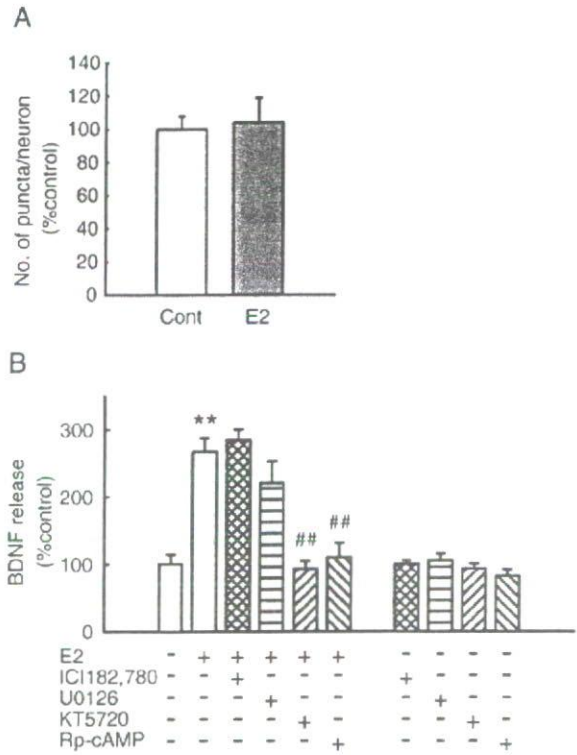 A
No. of puncta/neuron
(%control)
140
120
100
80
60
40
20
0
Cont E2
B
BDNF release
(%control)
300
200
100
0
**
##
##
E2 - + + + + + - - - -
ICI182,780 - - + - - - + - - -
U0126 - - - + - - - + - -
KT5720 - - - - + - - - + -
Rp-cAMP - - - - - + - - - +